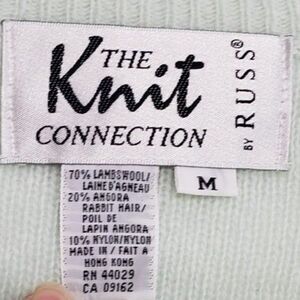 THE
Knit
CONNECTION
BY RUSS®
M
70% LAMBSWOOL/
LAINE D'AGNEAU
20% ANGORA
RABBIT HAIR/
POIL DE
LAPIN ANGORA
10% NYLON/NYLON
MADE IN / FAIT A
HONG KONG
RN 44029
CA 09162